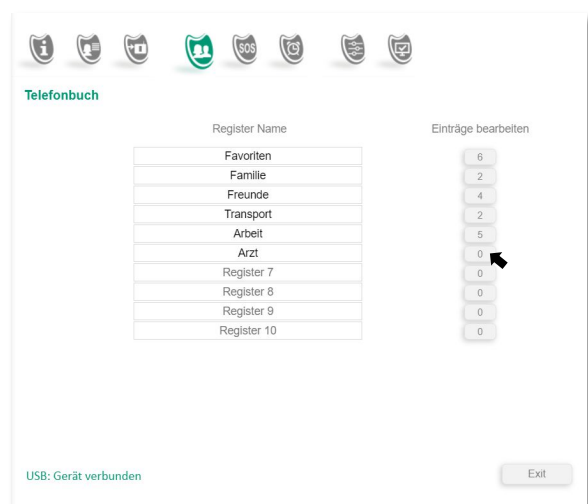 i
SOS
Telefonbuch
Register Name Einträge bearbeiten
Favoriten 6
Familie 2
Freunde 4
Transport 2
Arbeit 5
Arzt 0
Register 7 0
Register 8 0
Register 9 0
Register 10 0
USB: Gerät verbunden Exit